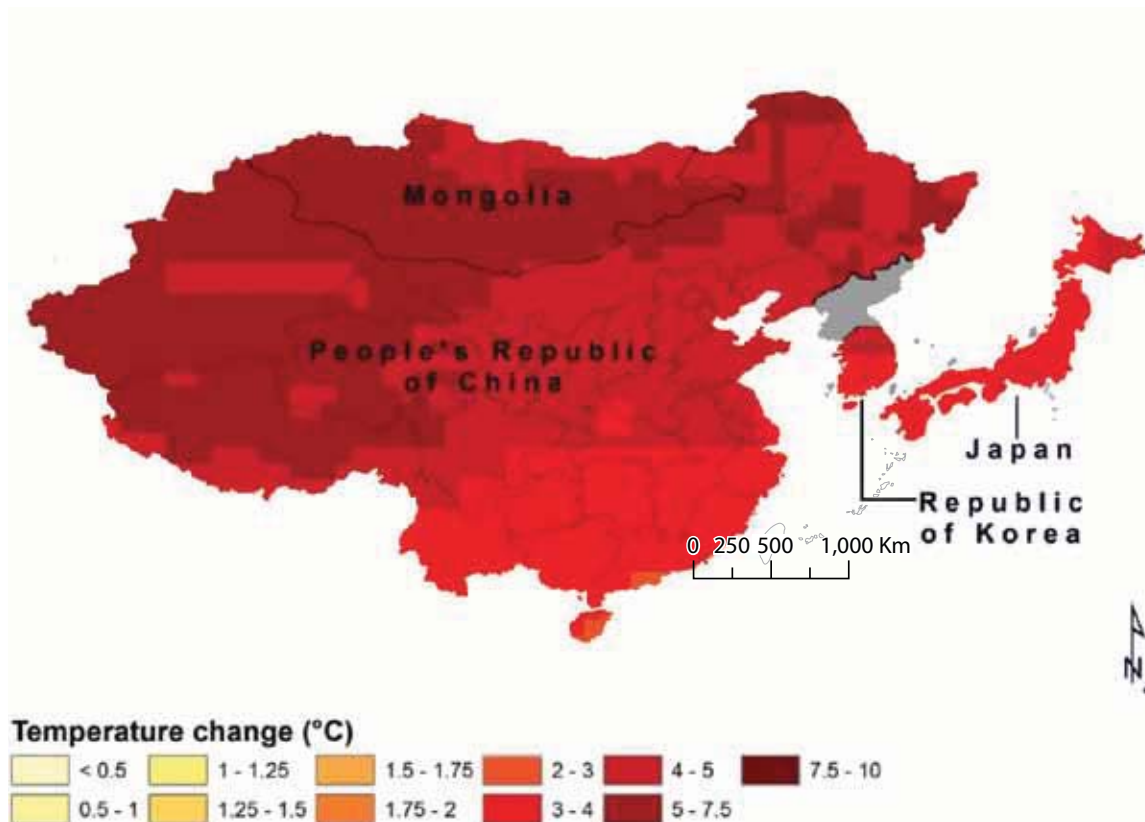 Mongolia
People's Republic
of China
Japan
Republic
of Korea
0 250 500 1,000 Km
N
Temperature change (°C)
< 0.5 1 - 1.25 1.5 - 1.75 2 - 3 4 - 5 7.5 - 10
0.5 - 1 1.25 - 1.5 1.75 - 2 3 - 4 5 - 7.5